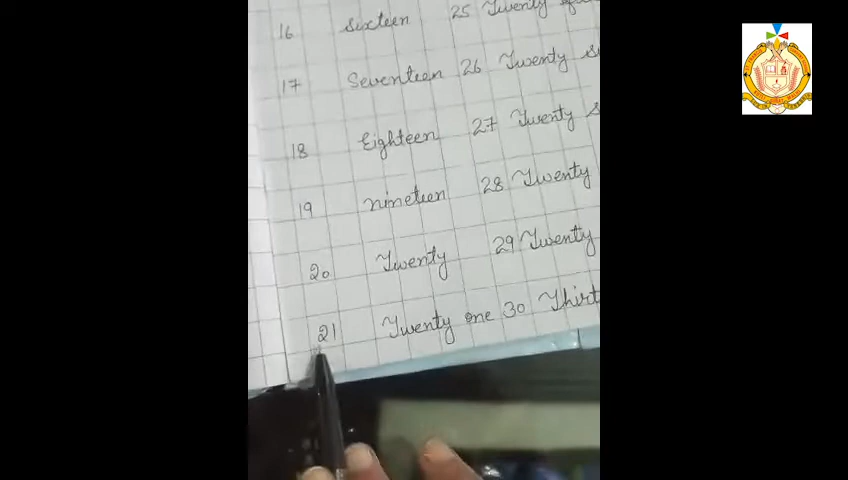 16 Sixteen 25 Twenty
17 Seventeen 26 Twenty
18 Eighteen 27 Twenty
19 nineteen 28 Twenty
20 Twenty 29 Twenty
21 Twenty one 30 Thirt